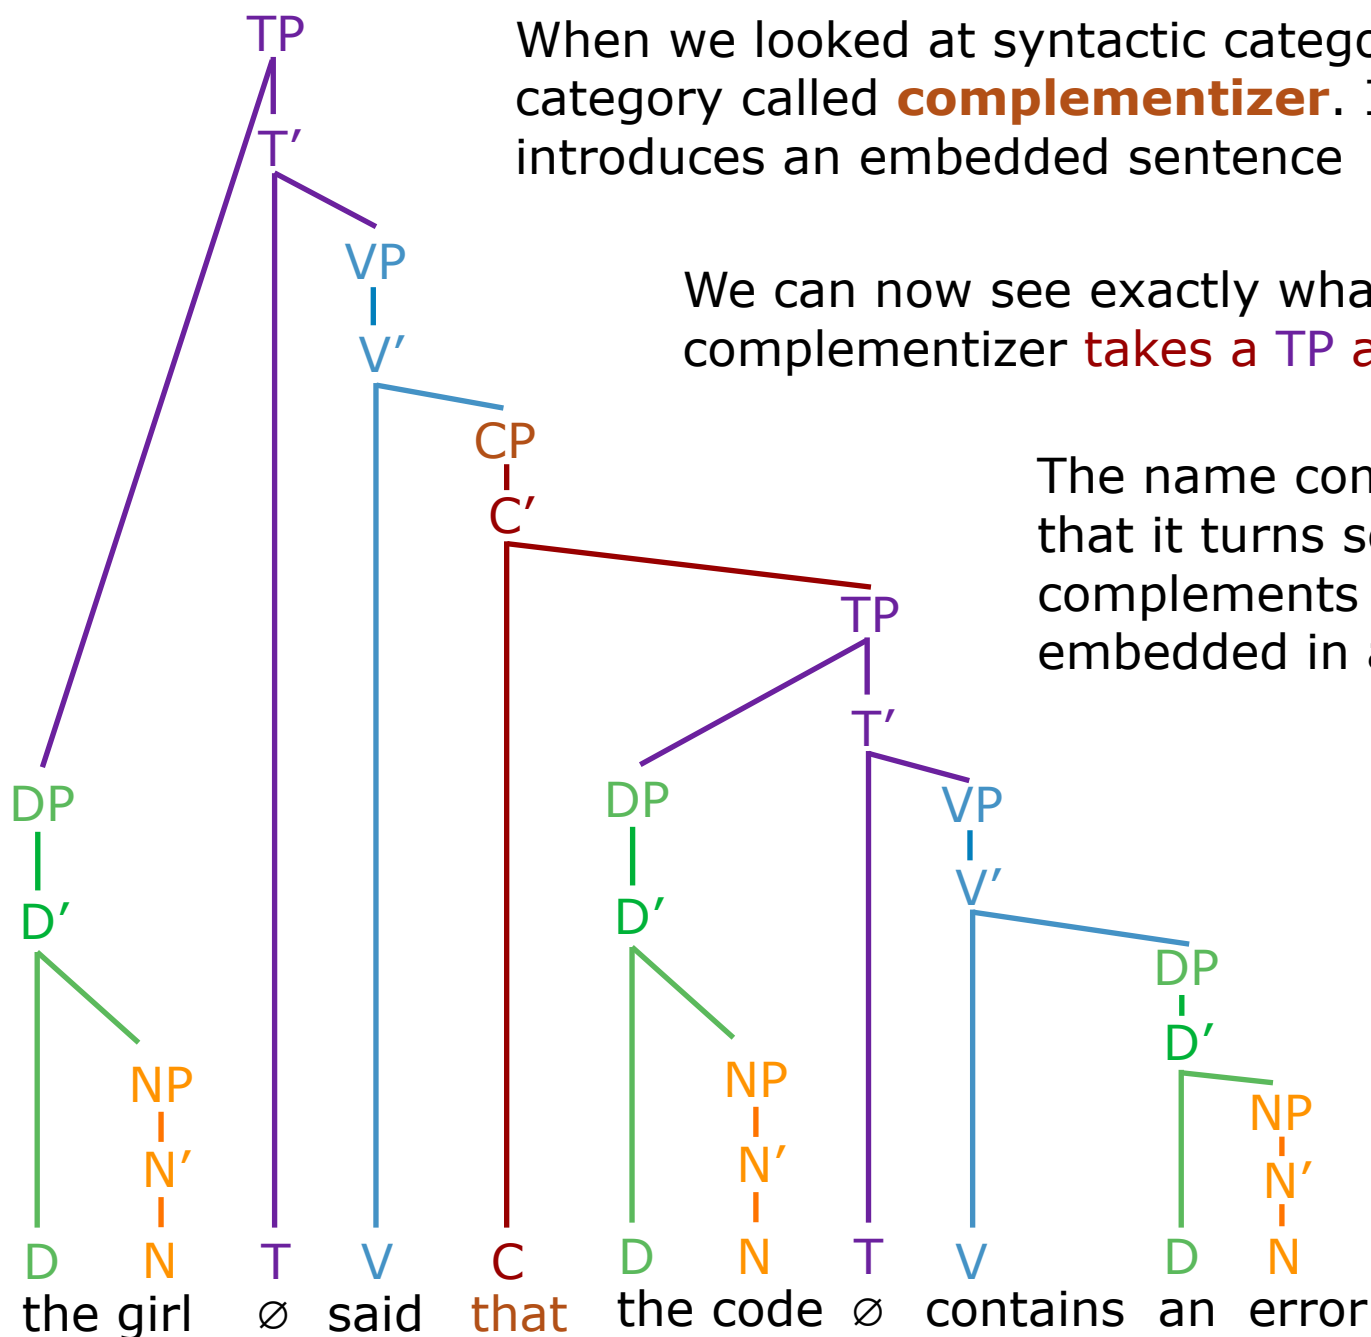 TP
When we looked at syntactic catego
category called complementizer.
introduces an embedded sentence
T′
VP
We can now see exactly wha
V′
complementizer takes a TP a
CP
C′
The name com
that it turns se
complements
embedded in a
TP
T′
DP DP VP
D′ D′ V′
DP
D′
NP NP NP
N′ N′ N′
D N T V C D N T V D N
the girl ∅ said that the code ∅ contains an error